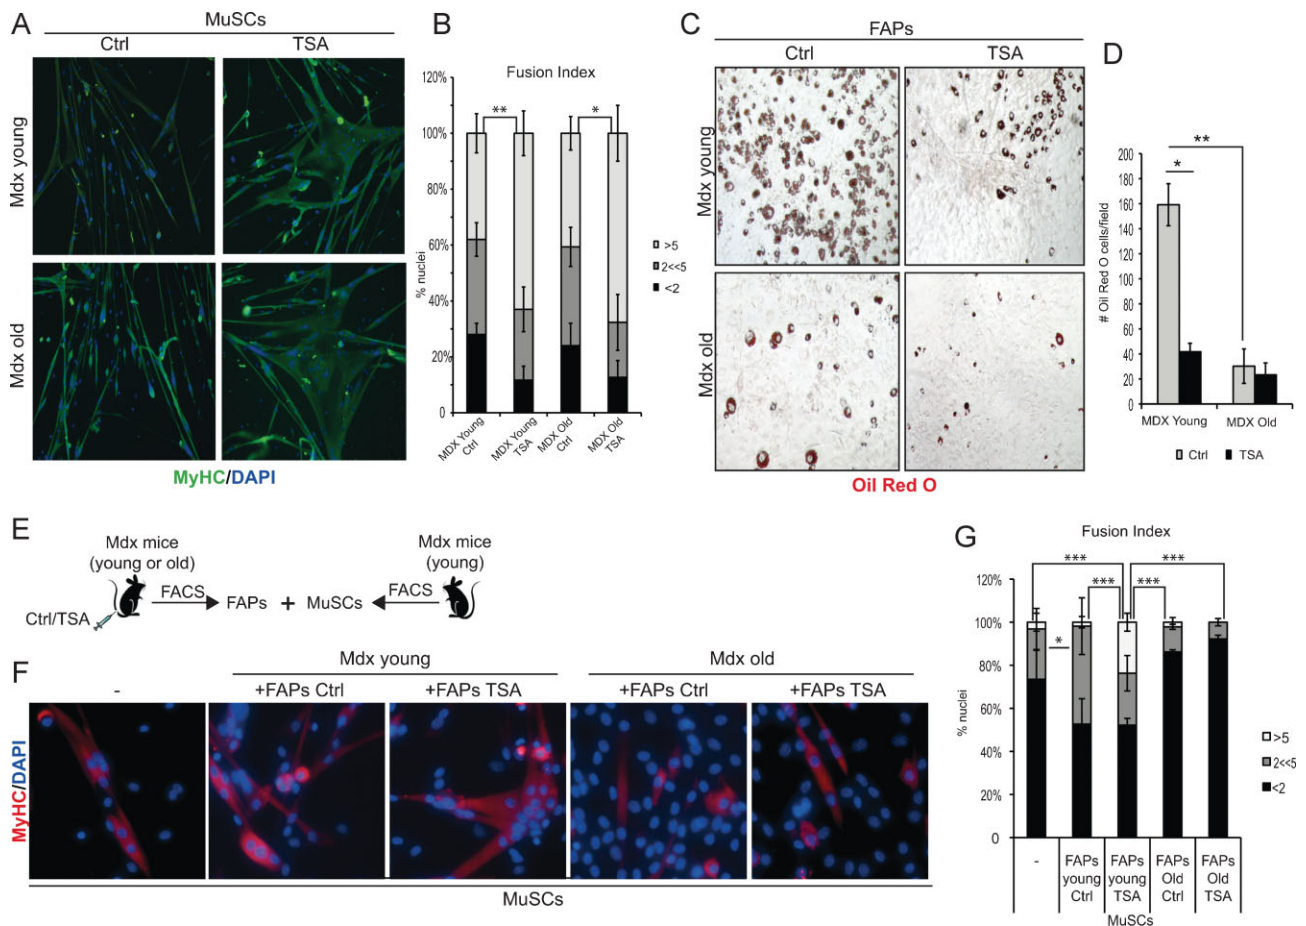 A
MuSCs
Ctrl
TSA
Mdx young
Mdx old
MyHC/DAPI
B
Fusion Index
120%
100%
80%
60%
40%
20%
0
% nuclei
**
*
>5
2<<5
<2
MDX Young
Ctrl
MDX Young
TSA
MDX Old
Ctrl
MDX Old
TSA
C
FAPs
Ctrl
TSA
Mdx young
Mdx old
Oil Red O
D
# Oil Red O cells/field
200
180
160
140
120
100
80
60
40
20
0
**
*
MDX Young
MDX Old
Ctrl
TSA
E
Mdx mice
(young or old)
Mdx mice
(young)
Ctrl/TSA
FACS
FAPs + MuSCs
FACS
F
Mdx young
Mdx old
-
+FAPs Ctrl
+FAPs TSA
+FAPs Ctrl
+FAPs TSA
MyHC/DAPI
MuSCs
G
Fusion Index
***
***
***
***
*
120%
100%
80%
60%
40%
20%
0
% nuclei
>5
2<<5
<2
-
FAPs
young
Ctrl
FAPs
young
TSA
FAPs
Old
Ctrl
FAPs
Old
TSA
MuSCs